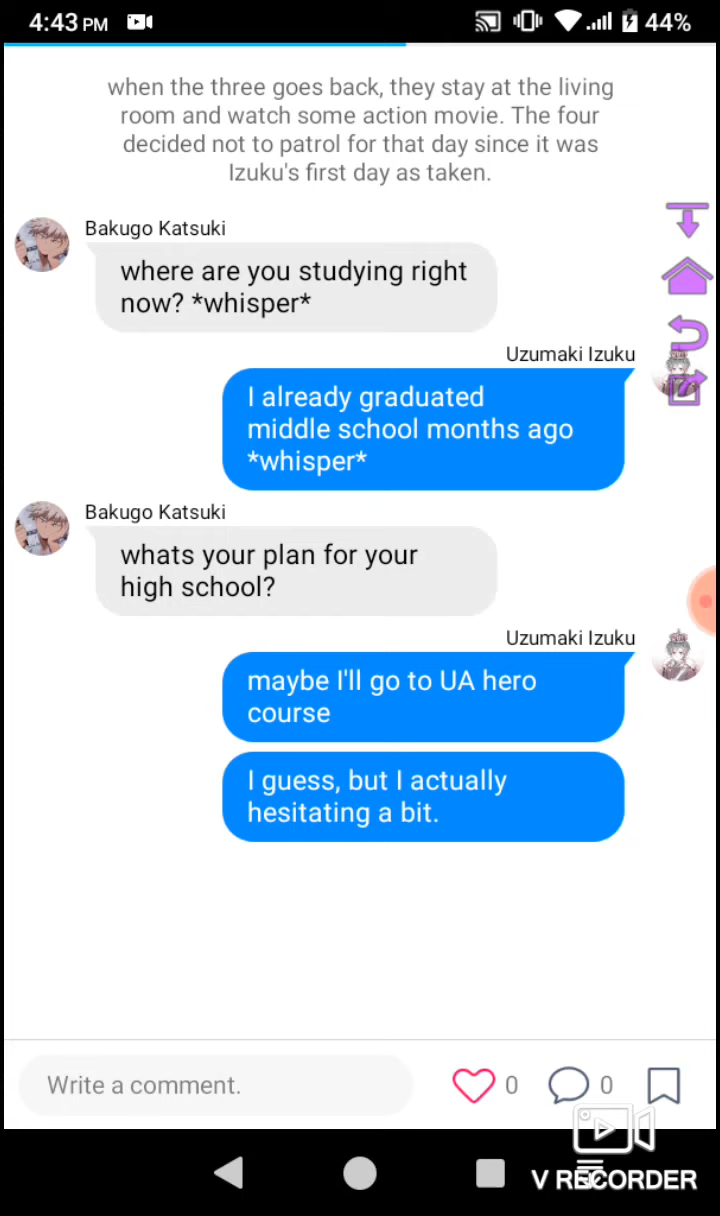 4:43 PM
44%
when the three goes back, they stay at the living
room and watch some action movie. The four
decided not to patrol for that day since it was
Izuku's first day as taken.
Bakugo Katsuki
where are you studying right
now? *whisper*
Uzumaki Izuku
I already graduated
middle school months ago
*whisper*
Bakugo Katsuki
whats your plan for your
high school?
Uzumaki Izuku
maybe I'll go to UA hero
course
I guess, but I actually
hesitating a bit.
Write a comment.
0
0
V RECORDER